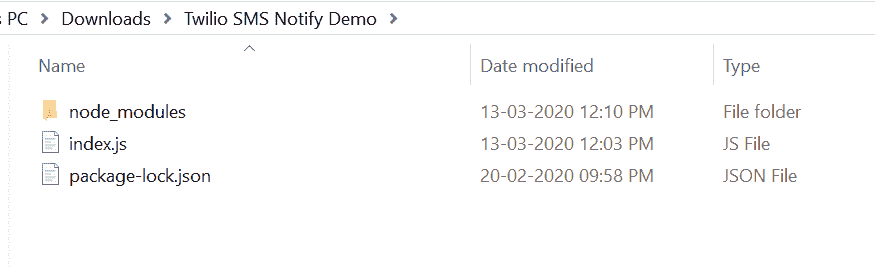 s PC > Downloads > Twilio SMS Notify Demo >
Name Date modified Type
node_modules 13-03-2020 12:10 PM File folder
index.js 13-03-2020 12:03 PM JS File
package-lock.json 20-02-2020 09:58 PM JSON File